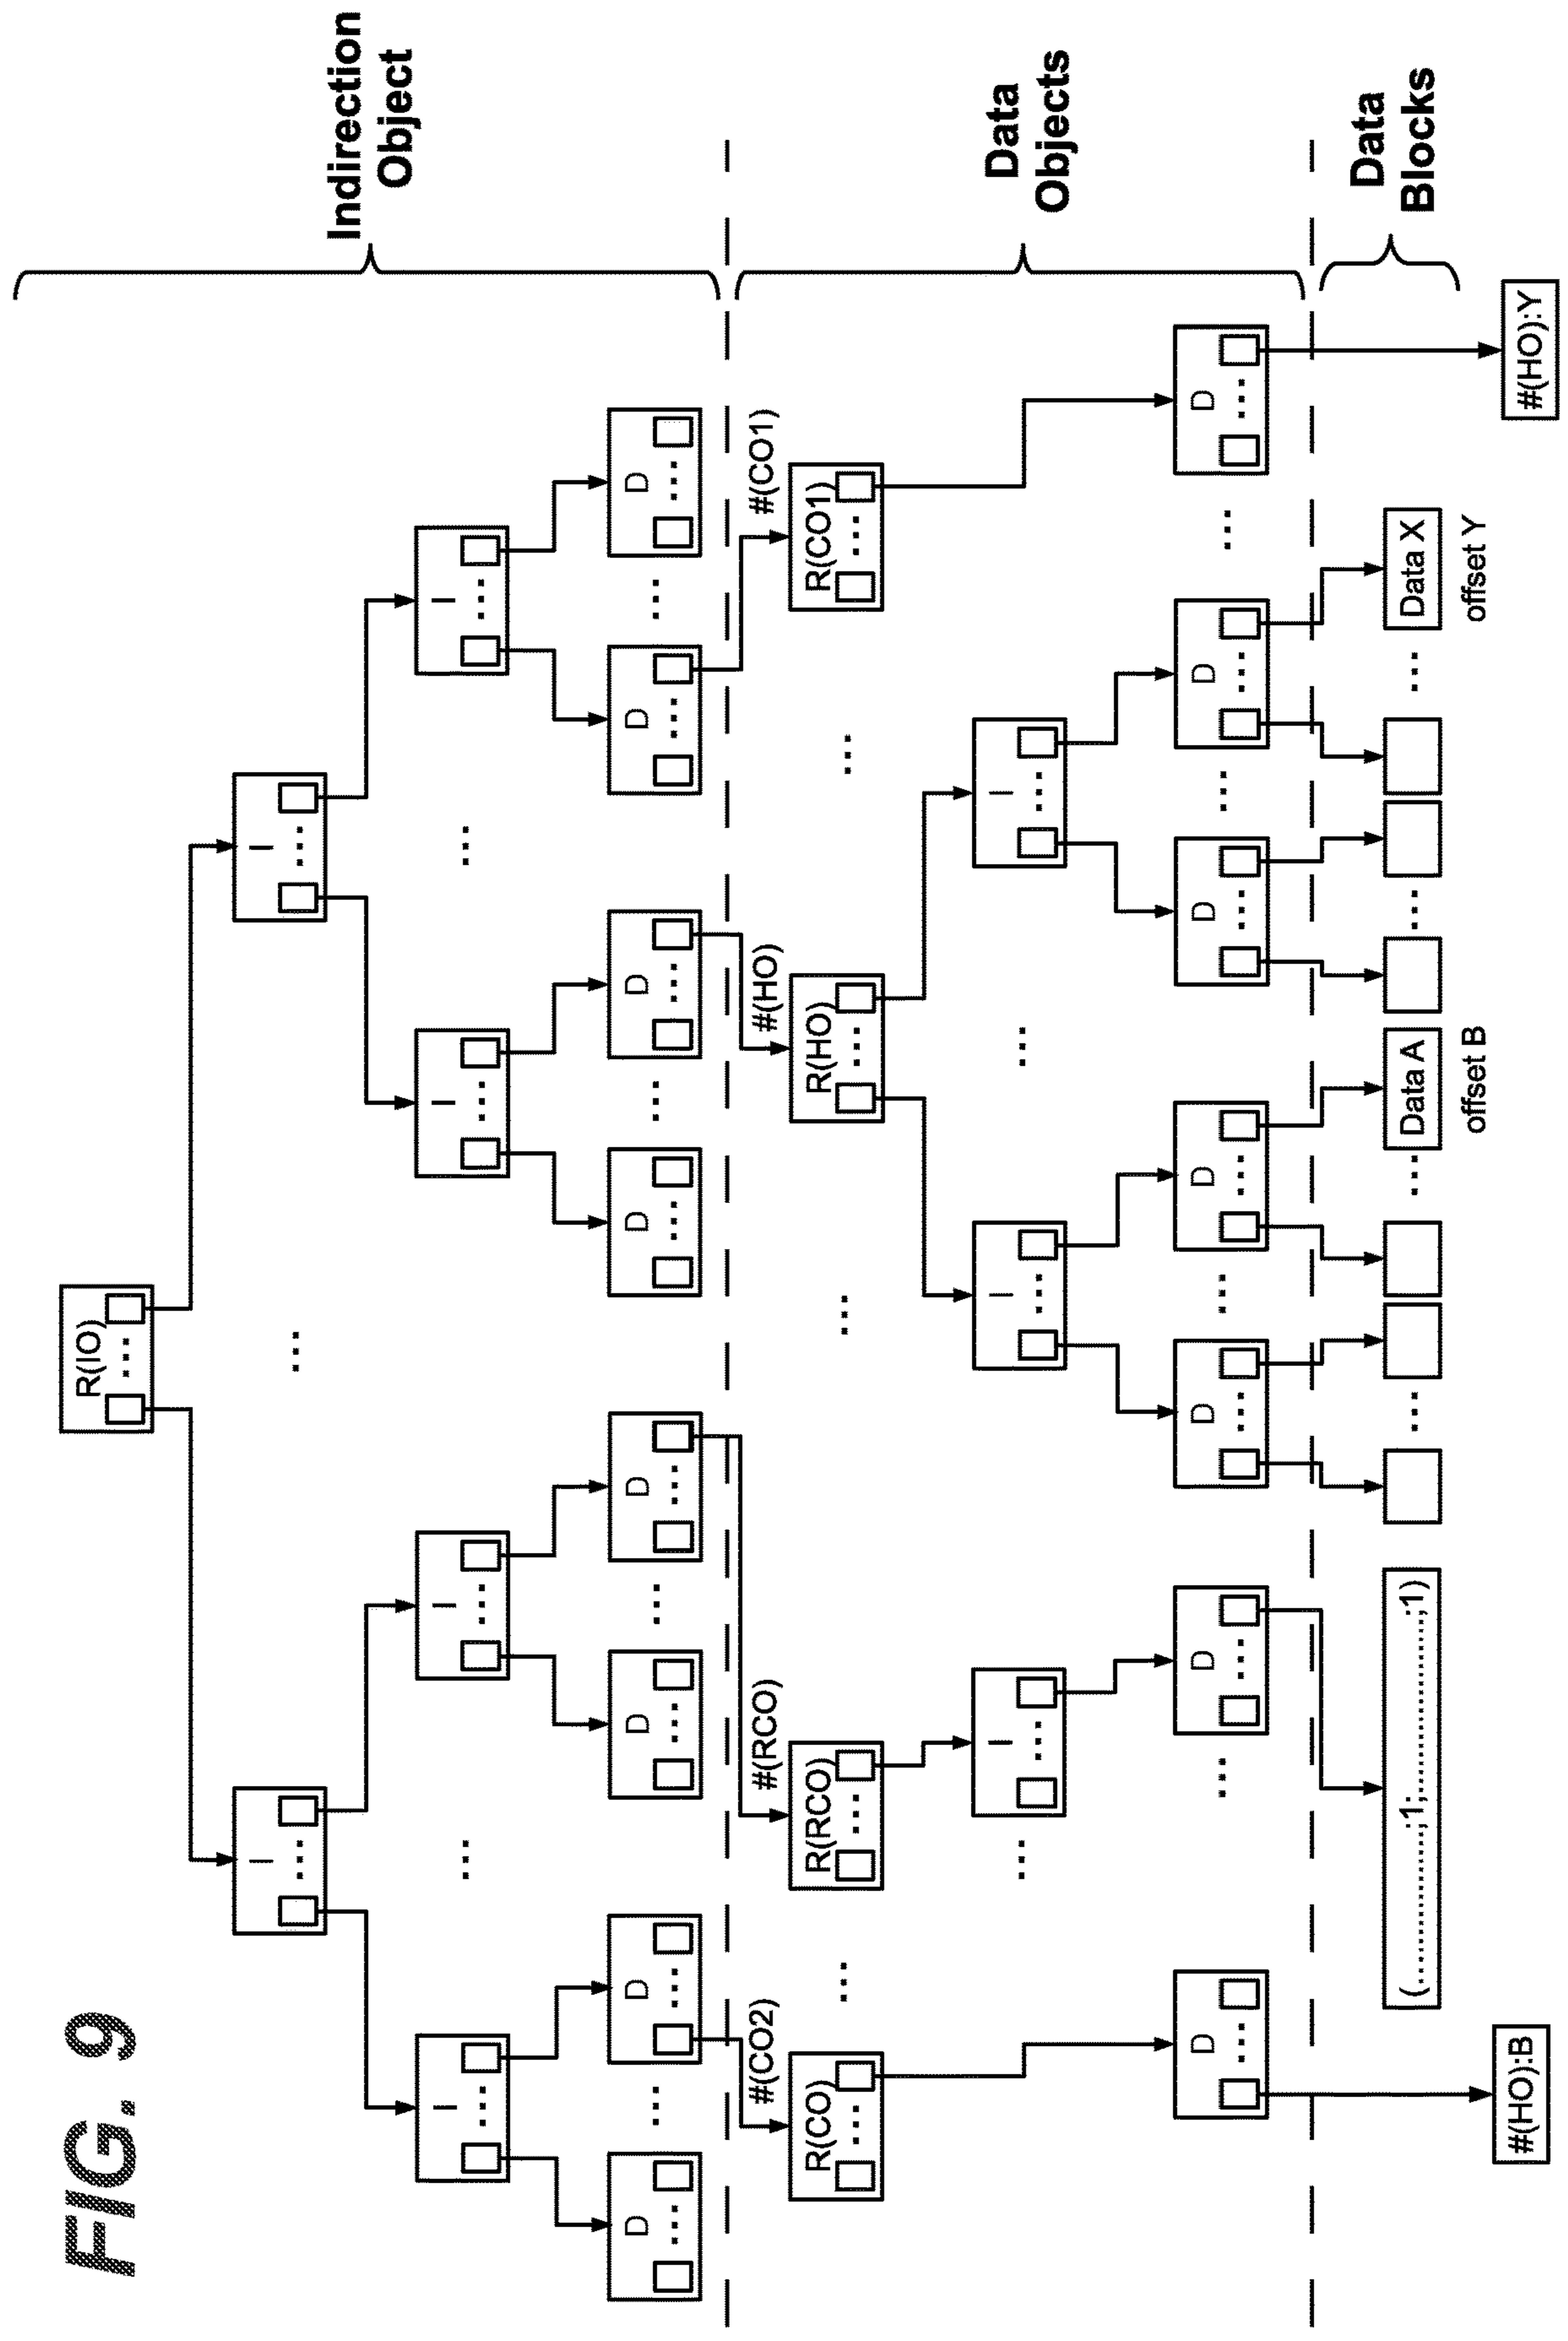 FIG. 9
R(IO)
...
Indirection
Object
...
I
...
I
...
...
...
I
...
I
...
I
...
I
...
D
...
...
D
...
D
...
...
D
...
D
...
...
D
...
D
...
...
D
...
#(CO2)
#(RCO)
#(HO)
#(CO1)
R(CO)
...
...
R(RCO)
...
...
R(HO)
...
...
R(CO1)
...
Data
Objects
...
I
...
I
...
...
I
...
D
...
...
D
...
D
...
...
D
...
D
...
...
D
...
...
D
...
(....................;1;........................;1)
...
...
Data A
...
...
Data X
Data
Blocks
offset B
offset Y
#(HO):B
#(HO):Y